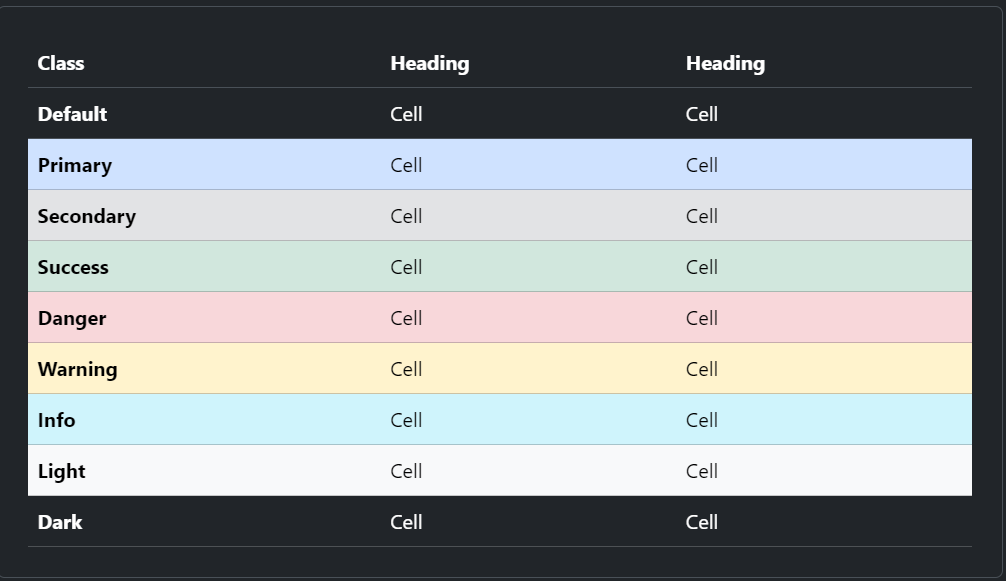 Class Heading Heading
Default Cell Cell
Primary Cell Cell
Secondary Cell Cell
Success Cell Cell
Danger Cell Cell
Warning Cell Cell
Info Cell Cell
Light Cell Cell
Dark Cell Cell